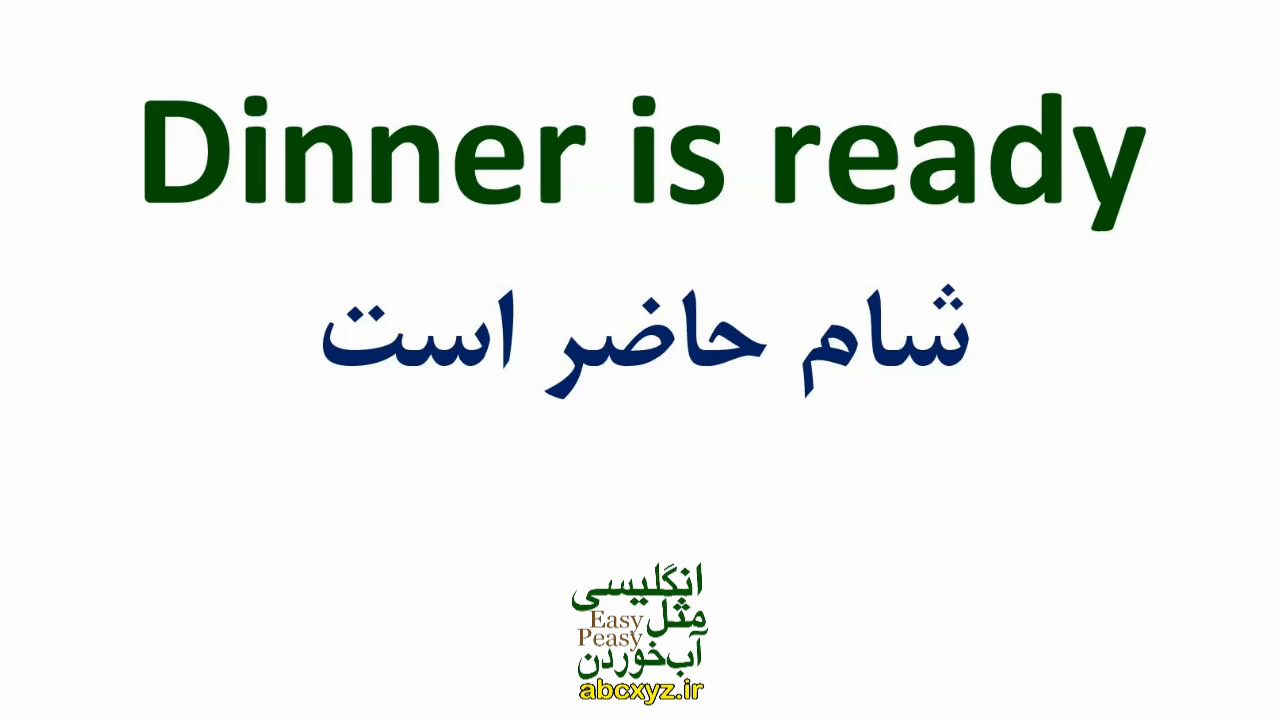 Dinner is ready
شام حاضر است
انگلیسی
مثل Easy
Peasy
آب‌خوردن
abcxyz.ir